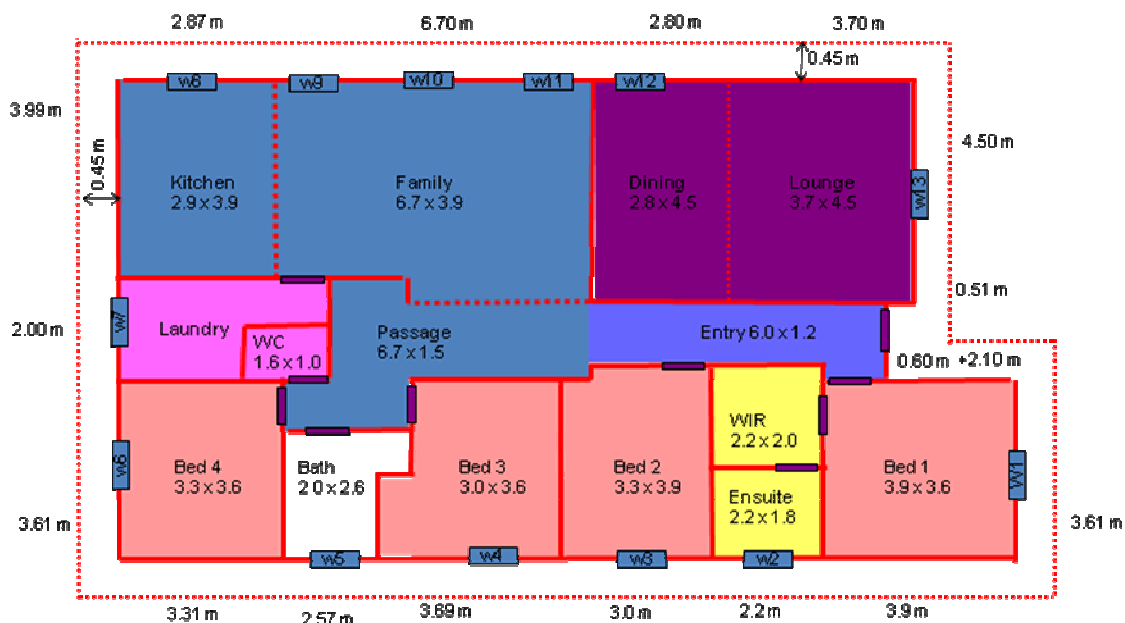 2.87 m 6.70 m 2.80 m 3.70 m
0.45 m
w8 w9 w10 w11 w12
3.99 m
4.50 m
0.45 m
Kitchen
2.9 x 3.9
Family
6.7 x 3.9
Dining
2.8 x 4.5
Lounge
3.7 x 4.5
w13
0.51 m
w7
2.00 m
Laundry
WC
1.6 x 1.0
Passage
6.7 x 1.5
Entry 6.0 x 1.2
0.60 m +2.10 m
w6
Bed 4
3.3 x 3.6
Bath
2.0 x 2.6
Bed 3
3.0 x 3.6
Bed 2
3.3 x 3.9
WIR
2.2 x 2.0
Ensuite
2.2 x 1.8
Bed 1
3.9 x 3.6
W1
3.61 m
3.61 m
w5 w4 w3 w2
3.31 m 2.57 m 3.69 m 3.0 m 2.2 m 3.9 m